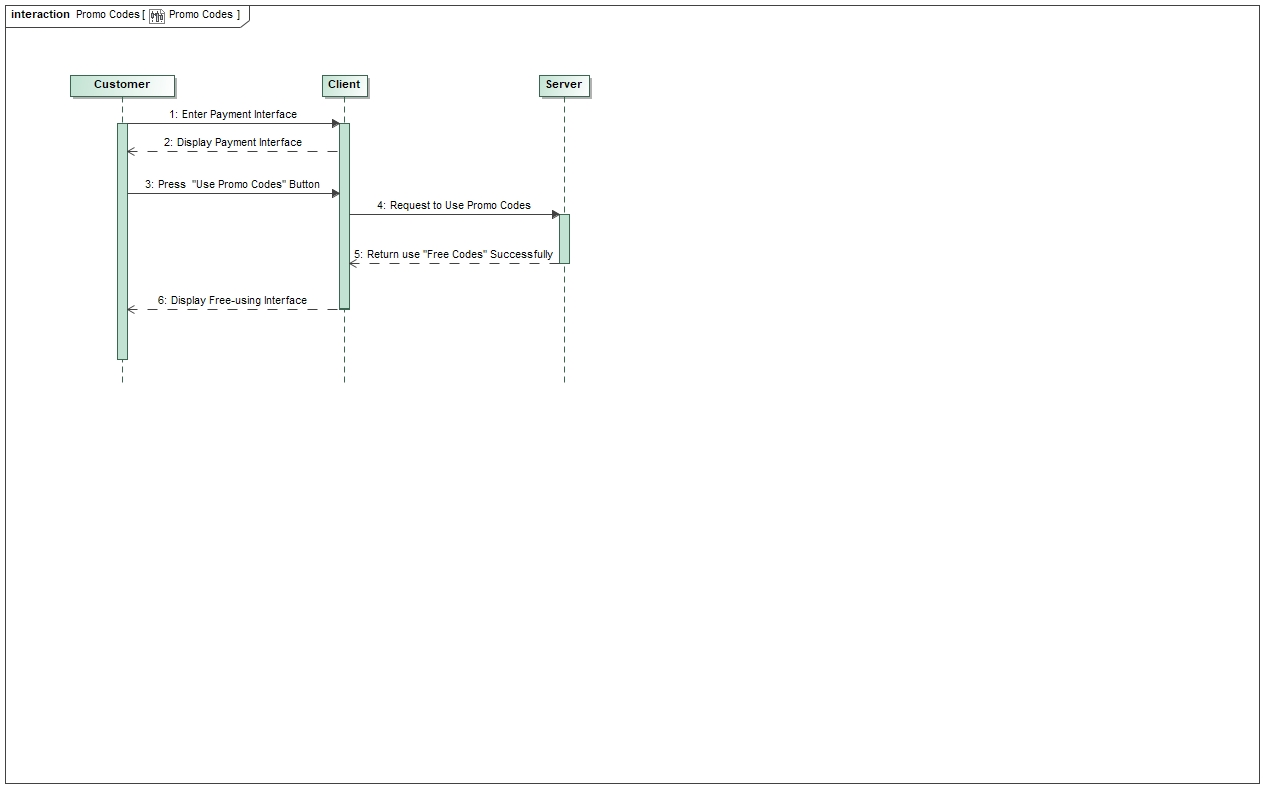 interaction Promo Codes [ Promo Codes ]
Customer
Client
Server
1: Enter Payment Interface
2: Display Payment Interface
3: Press  "Use Promo Codes" Button
4: Request to Use Promo Codes
5: Return use "Free Codes" Successfully
6: Display Free-using Interface